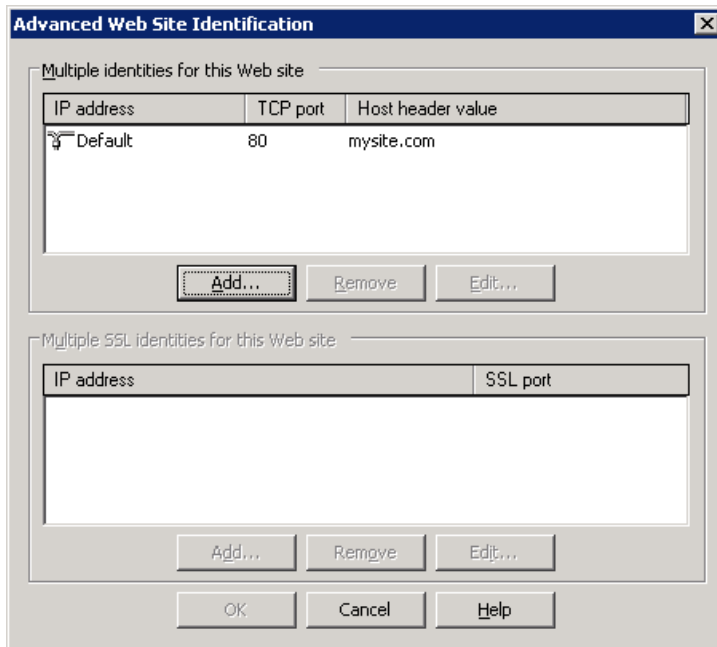 Advanced Web Site Identification
Multiple identities for this Web site
IP address TCP port Host header value
Default 80 mysite.com
Add... Remove Edit...
Multiple SSL identities for this Web site
IP address SSL port
Add... Remove Edit...
OK Cancel Help